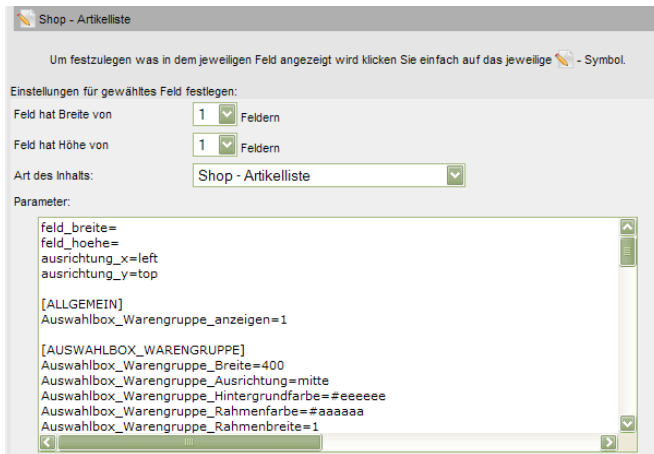 Shop - Artikelliste
Um festzulegen was in dem jeweiligen Feld angezeigt wird klicken Sie einfach auf das jeweilige - Symbol.
Einstellungen für gewähltes Feld festlegen:
Feld hat Breite von 1 Feldern
Feld hat Höhe von 1 Feldern
Art des Inhalts: Shop - Artikelliste
Parameter:
feld_breite=
feld_hoehe=
ausrichtung_x=left
ausrichtung_y=top
[ALLGEMEIN]
Auswahlbox_Warengruppe_anzeigen=1
[AUSWAHLBOX_WARENGRUPPE]
Auswahlbox_Warengruppe_Breite=400
Auswahlbox_Warengruppe_Ausrichtung=mitte
Auswahlbox_Warengruppe_Hintergrundfarbe=#eeeeee
Auswahlbox_Warengruppe_Rahmenfarbe=#aaaaaa
Auswahlbox_Warengruppe_Rahmenbreite=1